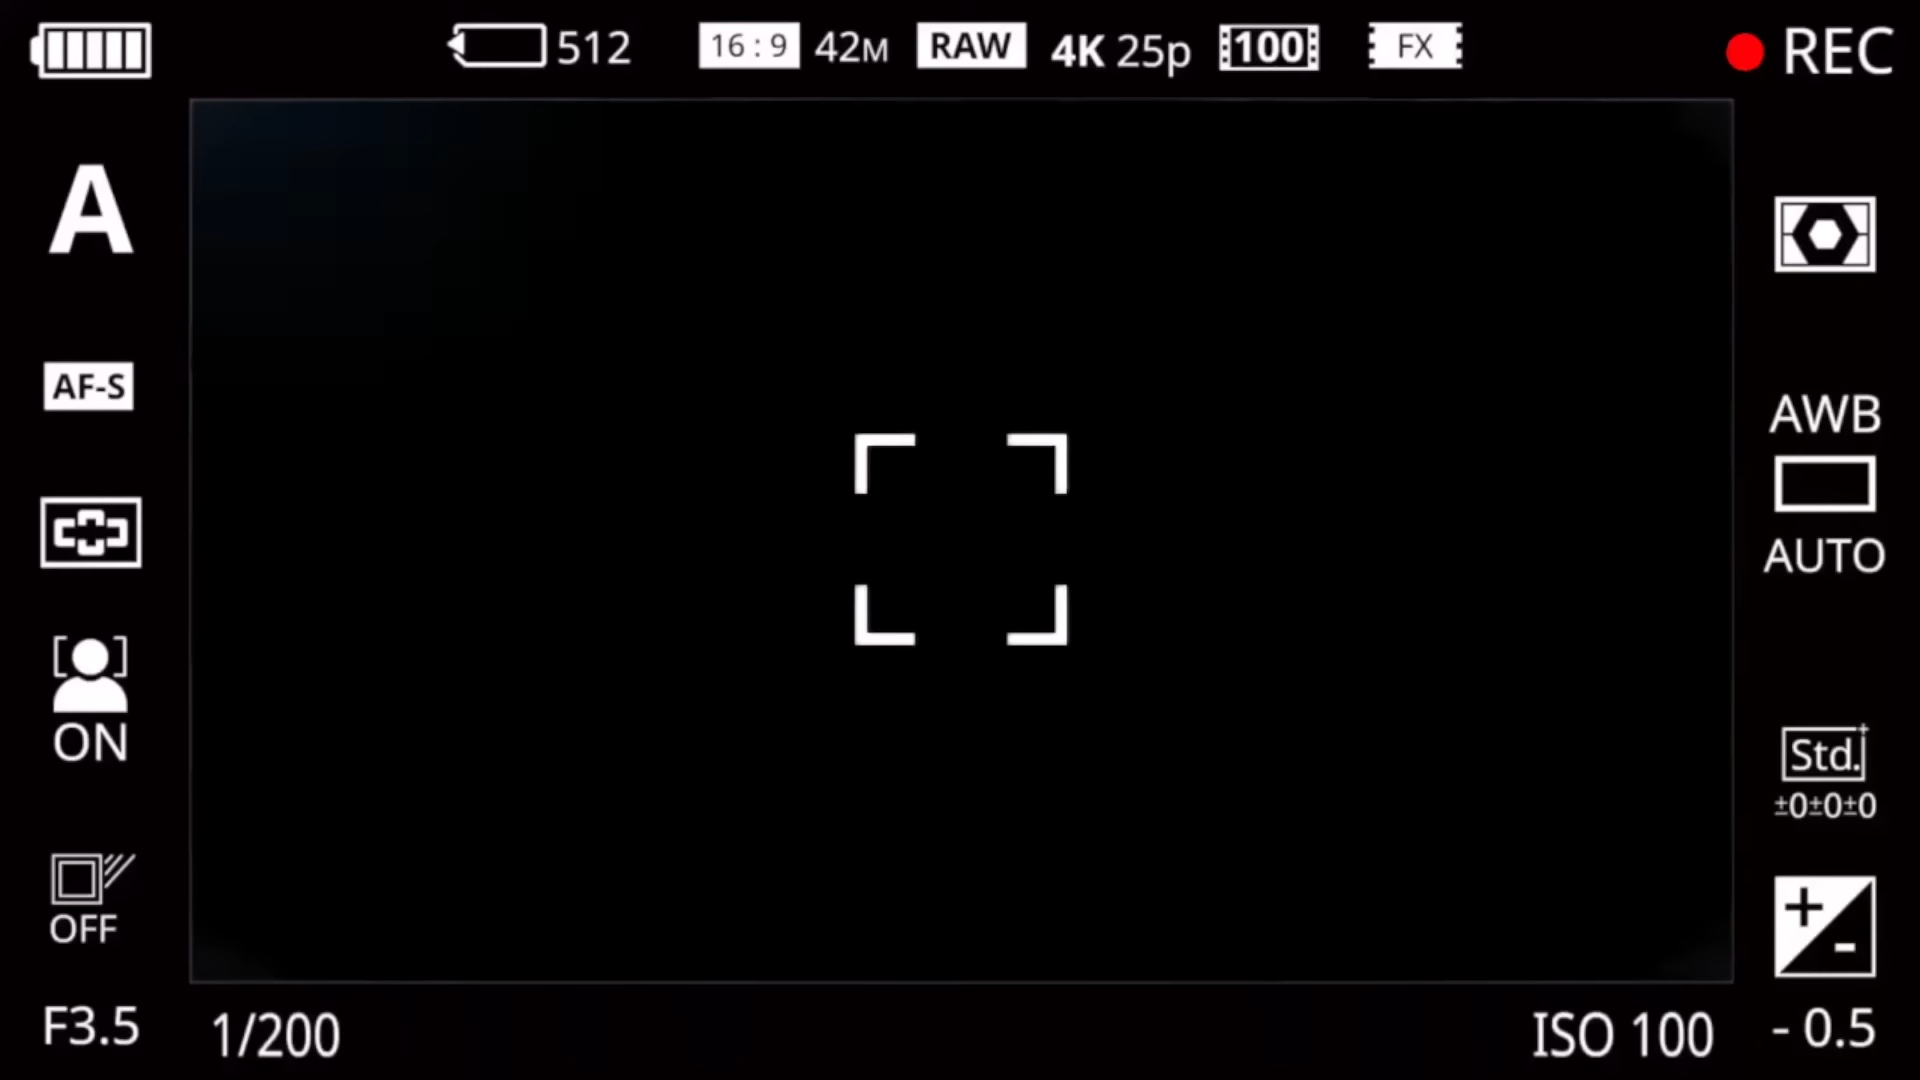 512 16:9 42M RAW 4K 25p 100 FX REC
A
AF-S
AWB
AUTO
ON
Std.+
±0±0±0
OFF
+ -
F3.5 1/200 ISO 100 - 0.5